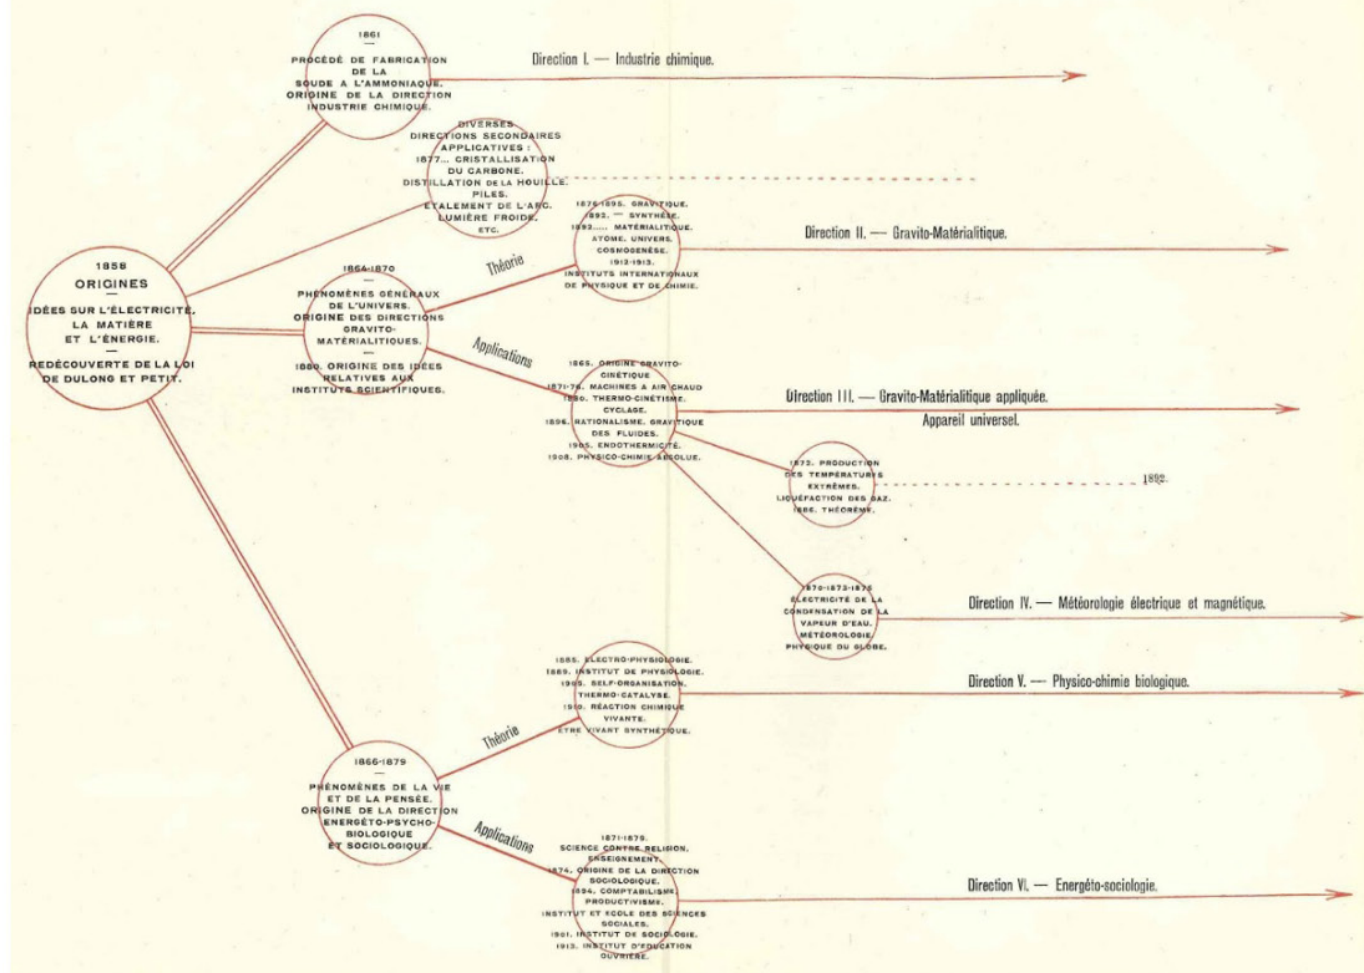 1861
PROCÉDÉ DE FABRICATION
DE LA
SOUDE A L'AMMONIAQUE.
ORIGINE DE LA DIRECTION
INDUSTRIE CHIMIQUE.
Direction I. — Industrie chimique.
DIVERSES
DIRECTIONS SECONDAIRES
APPLICATIVES :
1877... CRISTALLISATION
DU CARBONE.
DISTILLATION DE LA HOUILLE.
PILES.
ÉTALEMENT DE L'ARC.
LUMIÈRE FROIDE.
ETC.
1858
ORIGINES
IDÉES SUR L'ÉLECTRICITÉ,
LA MATIÈRE
ET L'ÉNERGIE.
REDÉCOUVERTE DE LA LOI
DE DULONG ET PETIT.
1864-1870
PHÉNOMÈNES GÉNÉRAUX
DE L'UNIVERS.
ORIGINE DES DIRECTIONS
GRAVITO-
MATÉRIALITIQUES.
1880. ORIGINE DES IDÉES
RELATIVES AUX
INSTITUTS SCIENTIFIQUES.
Théorie
1876-1895. GRAVITIQUE.
1892. — SYNTHÈSE.
1893..... MATÉRIALITIQUE.
ATOME. UNIVERS.
COSMOGENÈSE.
1912-1913.
INSTITUTS INTERNATIONAUX
DE PHYSIQUE ET DE CHIMIE.
Direction II. — Gravito-Matérialitique.
Applications
1865. ORIGINE GRAVITO-
CINÉTIQUE
1871-76. MACHINES A AIR CHAUD
1880. THERMO-CINÉTISME.
CYCLAGE.
1896. RATIONALISME. GRAVITIQUE
DES FLUIDES.
1905. ENDOTHERMICITÉ.
1908. PHYSICO-CHIMIE ABSOLUE.
Direction III. — Gravito-Matérialitique appliquée.
Appareil universel.
1872. PRODUCTION
DES TEMPÉRATURES
EXTRÊMES.
LIQUÉFACTION DES GAZ.
1886. THÉORÈME.
1892.
1870-1873-1875
ÉLECTRICITÉ DE LA
CONDENSATION DE LA
VAPEUR D'EAU.
MÉTÉOROLOGIE.
PHYSIQUE DU GLOBE.
Direction IV. — Météorologie électrique et magnétique.
1866-1879
PHÉNOMÈNES DE LA VIE
ET DE LA PENSÉE.
ORIGINE DE LA DIRECTION
ENERGÉTO-PSYCHO-
BIOLOGIQUE
ET SOCIOLOGIQUE.
Théorie
1885. ELECTRO-PHYSIOLOGIE.
1889. INSTITUT DE PHYSIOLOGIE.
1905. SELF-ORGANISATION.
THERMO-CATALYSE.
1910. RÉACTION CHIMIQUE
VIVANTE.
ETRE VIVANT SYNTHÉTIQUE.
Direction V. — Physico-chimie biologique.
Applications
1871-1879.
SCIENCE CONTRE RELIGION.
ENSEIGNEMENT.
1874. ORIGINE DE LA DIRECTION
SOCIOLOGIQUE.
1894. COMPTABILISME.
PRODUCTIVISME.
INSTITUT ET ECOLE DES SCIENCES
SOCIALES.
1901. INSTITUT DE SOCIOLOGIE.
1913. INSTITUT D'EDUCATION
OUVRIÈRE.
Direction VI. — Energéto-sociologie.